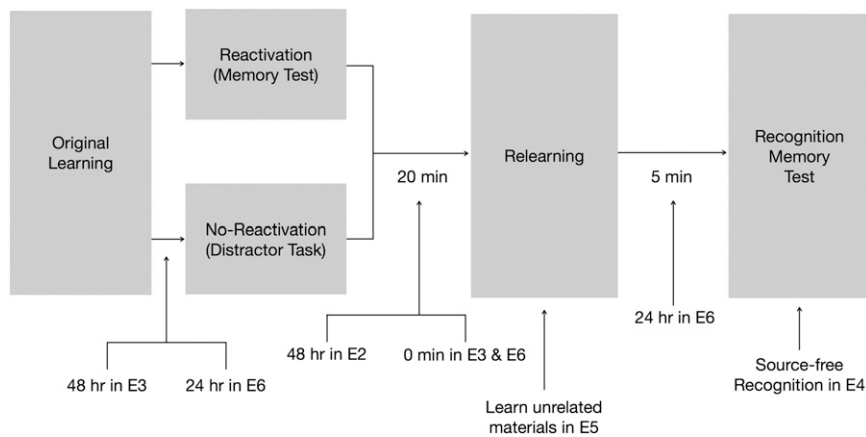 Original
Learning
Reactivation
(Memory Test)
No-Reactivation
(Distractor Task)
48 hr in E3
24 hr in E6
20 min
48 hr in E2
0 min in E3 & E6
Relearning
Learn unrelated
materials in E5
5 min
24 hr in E6
Recognition
Memory
Test
Source-free
Recognition in E4